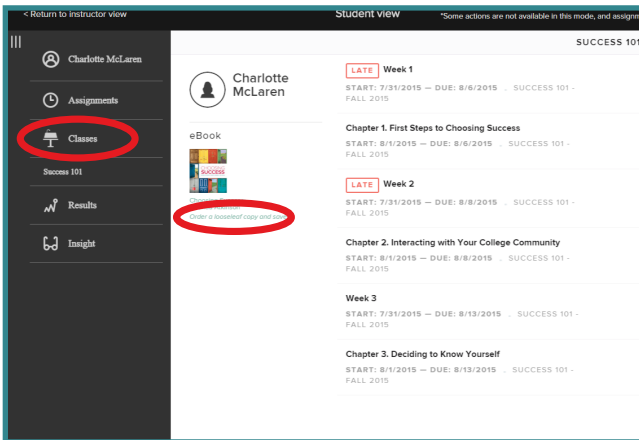 < Return to instructor view
Student view
*Some actions are not available in this mode, and assignm
SUCCESS 101
Charlotte McLaren
Assignments
Classes
Success 101
Results
Insight
Charlotte
McLaren
eBook
SUCCESS
Order a looseleaf copy and save
LATE Week 1
START: 7/31/2015 — DUE: 8/6/2015 . SUCCESS 101 -
FALL 2015
Chapter 1. First Steps to Choosing Success
START: 8/1/2015 — DUE: 8/6/2015 . SUCCESS 101 -
FALL 2015
LATE Week 2
START: 7/31/2015 — DUE: 8/8/2015 . SUCCESS 101 -
FALL 2015
Chapter 2. Interacting with Your College Community
START: 8/1/2015 — DUE: 8/8/2015 . SUCCESS 101 -
FALL 2015
Week 3
START: 7/31/2015 — DUE: 8/13/2015 . SUCCESS 101 -
FALL 2015
Chapter 3. Deciding to Know Yourself
START: 8/1/2015 — DUE: 8/13/2015 . SUCCESS 101 -
FALL 2015